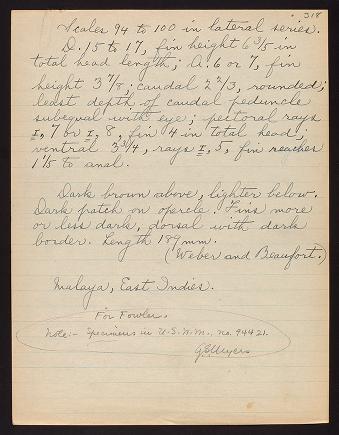 318
Scales 94 to 100 in lateral series.
D. 15 to 17, fin height 6 3/5 in
total head length; A. 6 or 7, fin
height 3 7/8; caudal 2 2/3, rounded;
least depth of caudal peduncle
subequal with eye; pectoral rays
I, 7 or I, 8, fin 4 in total head;
ventral 3 3/4, rays I, 5, fin reaches
1 1/5 to anal.
Dark brown above, lighter below.
Dark patch on opercle. Fins more
or less dark, dorsal with dark
border. Length 189 mm.
(Weber and Beaufort.)
Malaya, East Indies.
For Fowler.
Note:- Specimens in U.S.N.M., no. 94421.
G.S. Myers